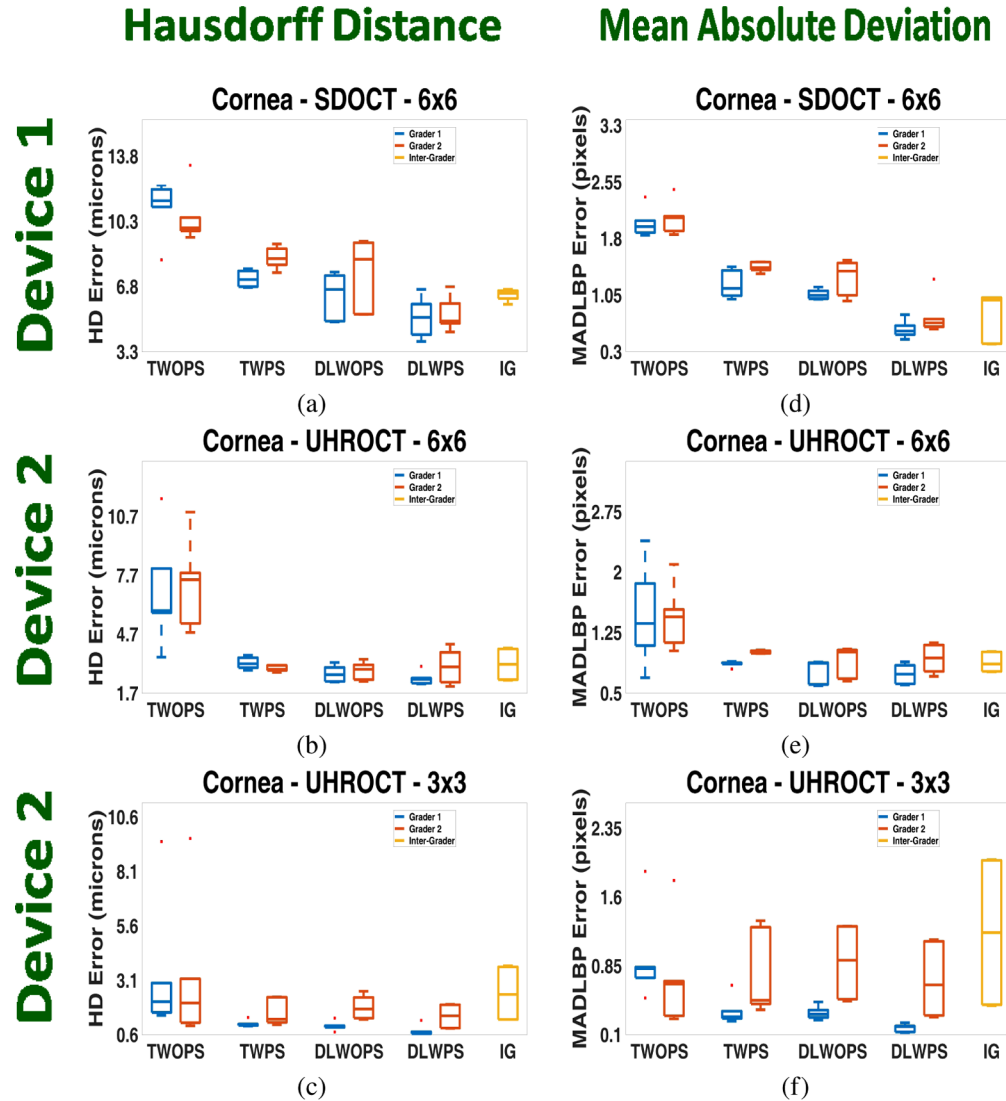 Hausdorff Distance
Mean Absolute Deviation
Device 1
Cornea - SDOCT - 6x6
HD Error (microns)
13.8
10.3
6.8
3.3
Grader 1
Grader 2
Inter-Grader
TWOPS TWPS DLWOPS DLWPS IG
(a)
Cornea - SDOCT - 6x6
MADLBP Error (pixels)
3.3
2.55
1.8
1.05
0.3
Grader 1
Grader 2
Inter-Grader
TWOPS TWPS DLWOPS DLWPS IG
(d)
Device 2
Cornea - UHROCT - 6x6
HD Error (microns)
10.7
7.7
4.7
1.7
Grader 1
Grader 2
Inter-Grader
TWOPS TWPS DLWOPS DLWPS IG
(b)
Cornea - UHROCT - 6x6
MADLBP Error (pixels)
2.75
2
1.25
0.5
Grader 1
Grader 2
Inter-Grader
TWOPS TWPS DLWOPS DLWPS IG
(e)
Device 2
Cornea - UHROCT - 3x3
HD Error (microns)
10.6
8.1
5.6
3.1
0.6
Grader 1
Grader 2
Inter-Grader
TWOPS TWPS DLWOPS DLWPS IG
(c)
Cornea - UHROCT - 3x3
MADLBP Error (pixels)
2.35
1.6
0.85
0.1
Grader 1
Grader 2
Inter-Grader
TWOPS TWPS DLWOPS DLWPS IG
(f)